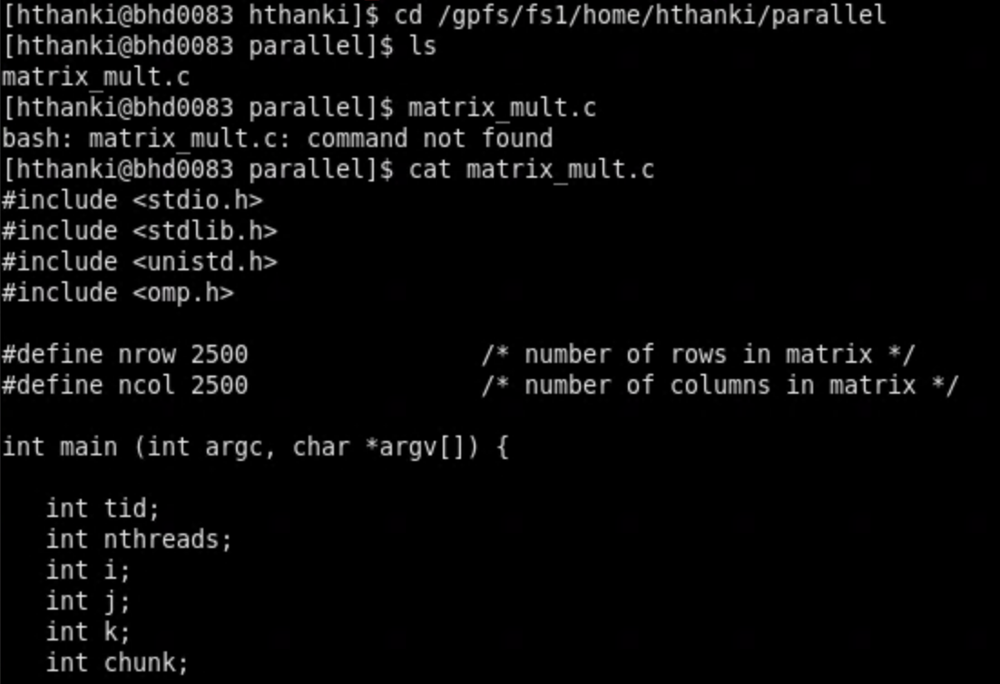 [hthanki@bhd0083 hthanki]$ cd /gpfs/fs1/home/hthanki/parallel
[hthanki@bhd0083 parallel]$ ls
matrix_mult.c
[hthanki@bhd0083 parallel]$ matrix_mult.c
bash: matrix_mult.c: command not found
[hthanki@bhd0083 parallel]$ cat matrix_mult.c
#include <stdio.h>
#include <stdlib.h>
#include <unistd.h>
#include <omp.h>
#define nrow 2500                /* number of rows in matrix */
#define ncol 2500                /* number of columns in matrix */
int main (int argc, char *argv[]) {
   int tid;
   int nthreads;
   int i;
   int j;
   int k;
   int chunk;